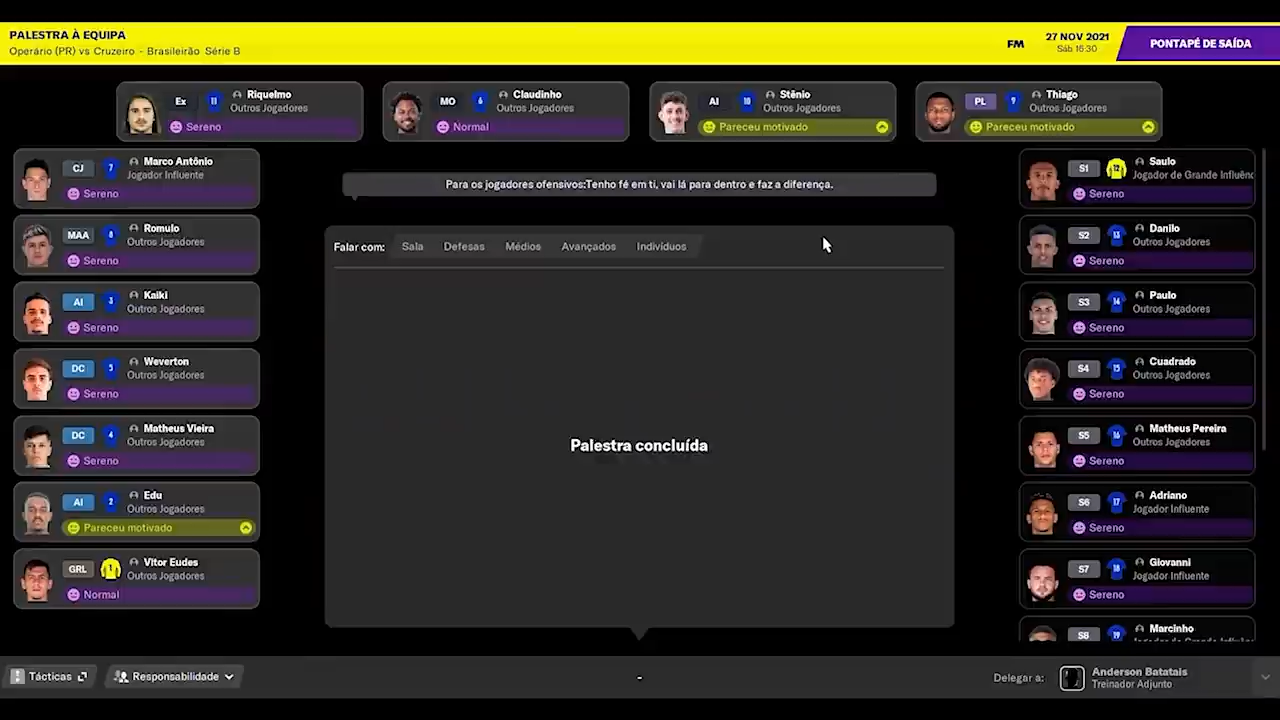 PALESTRA À EQUIPA
Operário (PR) vs Cruzeiro - Brasileirão Série B
FM
27 NOV 2021
Sáb 16:30
PONTAPÉ DE SAÍDA
Ex 11 Riquelmo
Outros Jogadores
Sereno
MO 6 Claudinho
Outros Jogadores
Normal
AI 10 Stênio
Outros Jogadores
Pareceu motivado
PL 9 Thiago
Outros Jogadores
Pareceu motivado
CJ 7 Marco Antônio
Jogador Influente
Sereno
MAA 8 Romulo
Outros Jogadores
Sereno
AI 3 Kaiki
Outros Jogadores
Sereno
DC 5 Weverton
Outros Jogadores
Sereno
DC 4 Matheus Vieira
Outros Jogadores
Sereno
AI 2 Edu
Outros Jogadores
Pareceu motivado
GRL 1 Vitor Eudes
Outros Jogadores
Normal
Para os jogadores ofensivos:Tenho fé em ti, vai lá para dentro e faz a diferença.
Falar com: Sala Defesas Médios Avançados Indivíduos
Palestra concluída
S1 12 Saulo
Jogador de Grande Influênc
Sereno
S2 13 Danilo
Outros Jogadores
Sereno
S3 14 Paulo
Outros Jogadores
Sereno
S4 15 Cuadrado
Outros Jogadores
Sereno
S5 16 Matheus Pereira
Outros Jogadores
Sereno
S6 17 Adriano
Jogador Influente
Sereno
S7 18 Giovanni
Jogador Influente
Sereno
S8 19 Marcinho
Tácticas
Responsabilidade
-
Delegar a:
Anderson Batatais
Treinador Adjunto